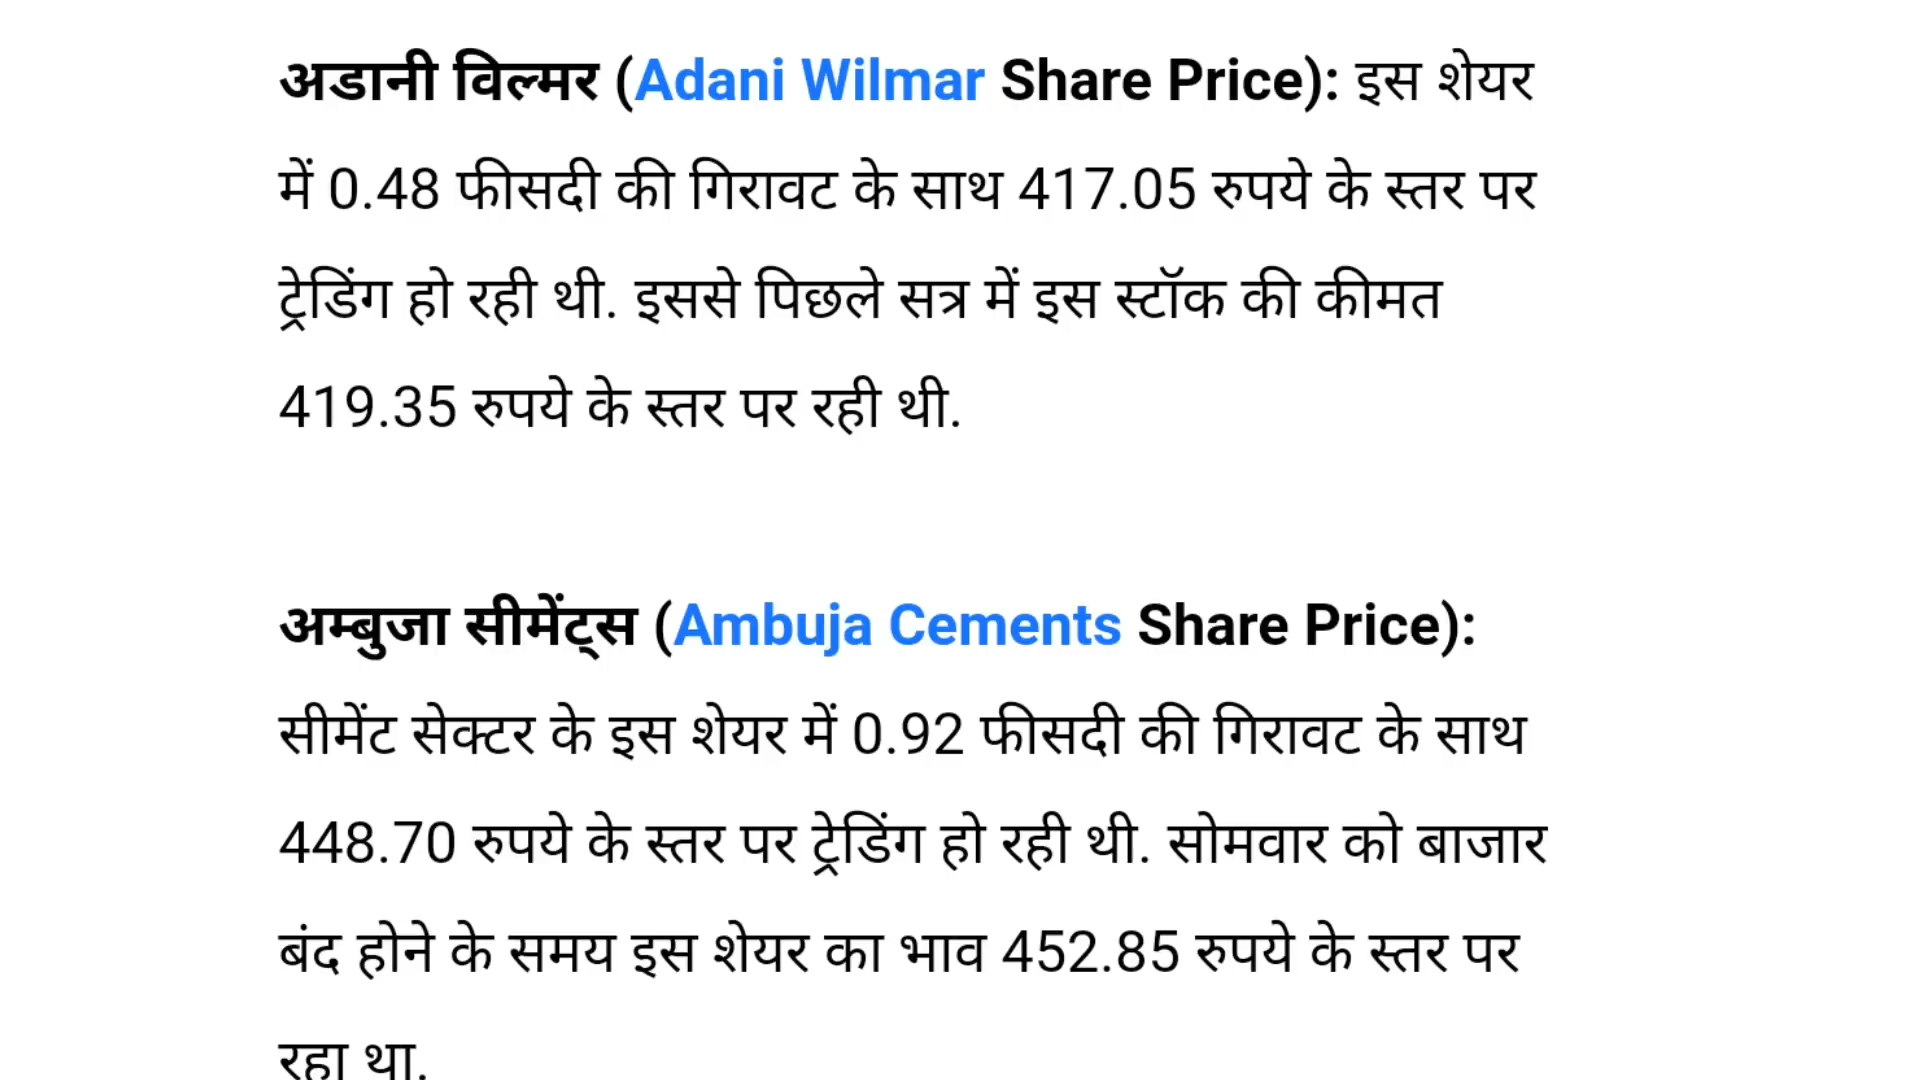 अडानी विल्मर (Adani Wilmar Share Price): इस शेयर
में 0.48 फीसदी की गिरावट के साथ 417.05 रुपये के स्तर पर
ट्रेडिंग हो रही थी. इससे पिछले सत्र में इस स्टॉक की कीमत
419.35 रुपये के स्तर पर रही थी.
अम्बुजा सीमेंट्स (Ambuja Cements Share Price):
सीमेंट सेक्टर के इस शेयर में 0.92 फीसदी की गिरावट के साथ
448.70 रुपये के स्तर पर ट्रेडिंग हो रही थी. सोमवार को बाजार
बंद होने के समय इस शेयर का भाव 452.85 रुपये के स्तर पर
रहा था.